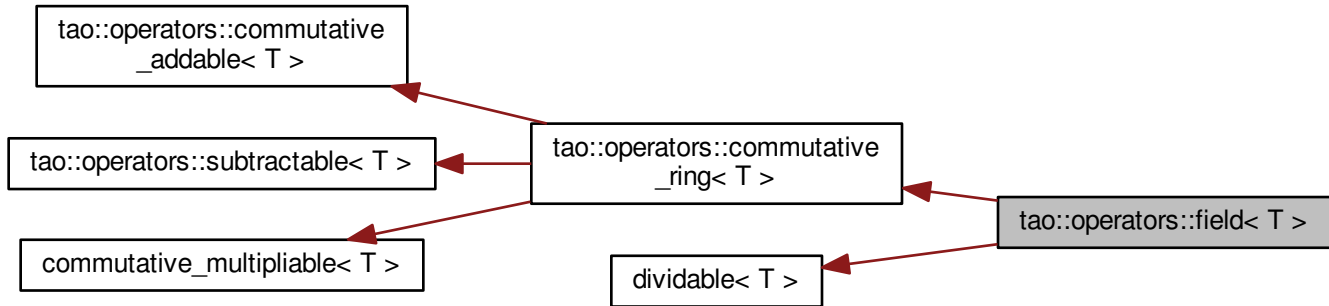 tao::operators::commutative
_addable< T >
tao::operators::subtractable< T >
commutative_multipliable< T >
tao::operators::commutative
_ring< T >
dividable< T >
tao::operators::field< T >